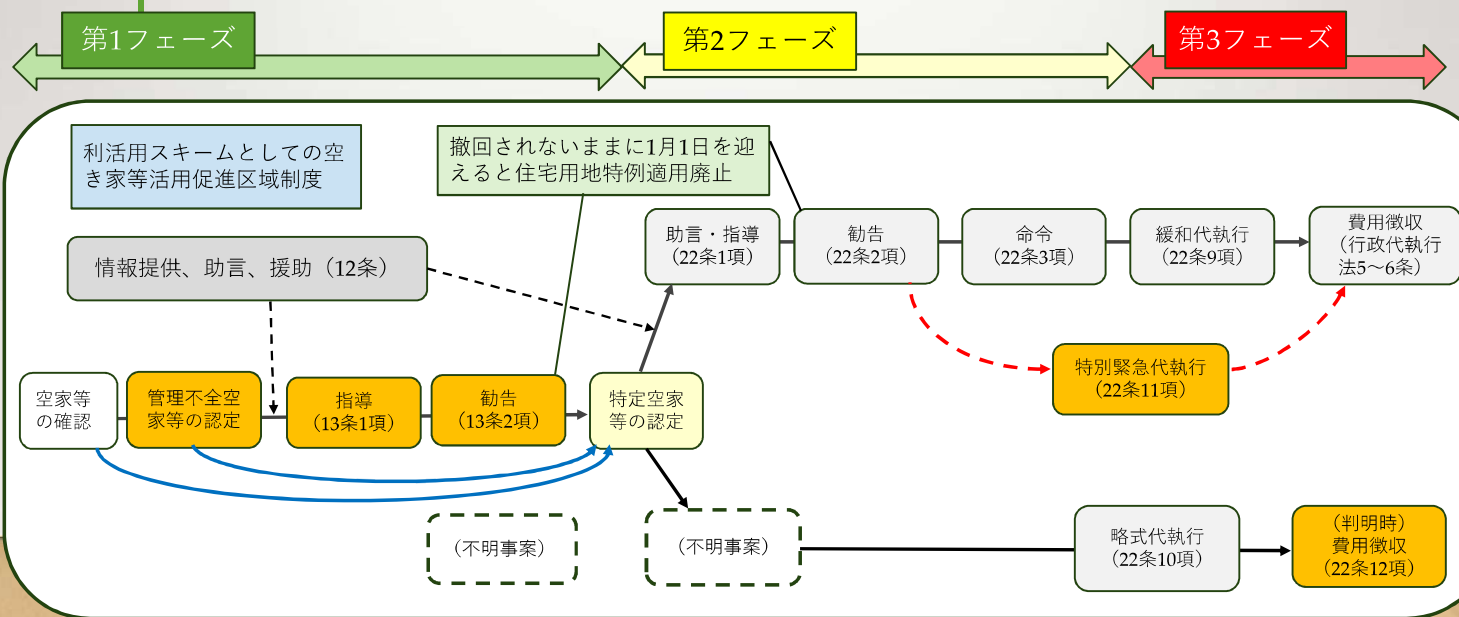 第1フェーズ
第2フェーズ
第3フェーズ
利活用スキームとしての空
き家等活用促進区域制度
撤回されないままに1月1日を迎
えると住宅用地特例適用廃止
情報提供、助言、援助（12条）
助言・指導
（22条1項）
勧告
（22条2項）
命令
（22条3項）
緩和代執行
（22条9項）
費用徴収
（行政代執行
法5～6条）
特別緊急代執行
（22条11項）
空家等
の確認
管理不全空
家等の認定
指導
（13条1項）
勧告
（13条2項）
特定空家
等の認定
（不明事案）
（不明事案）
略式代執行
（22条10項）
（判明時）
費用徴収
（22条12項）